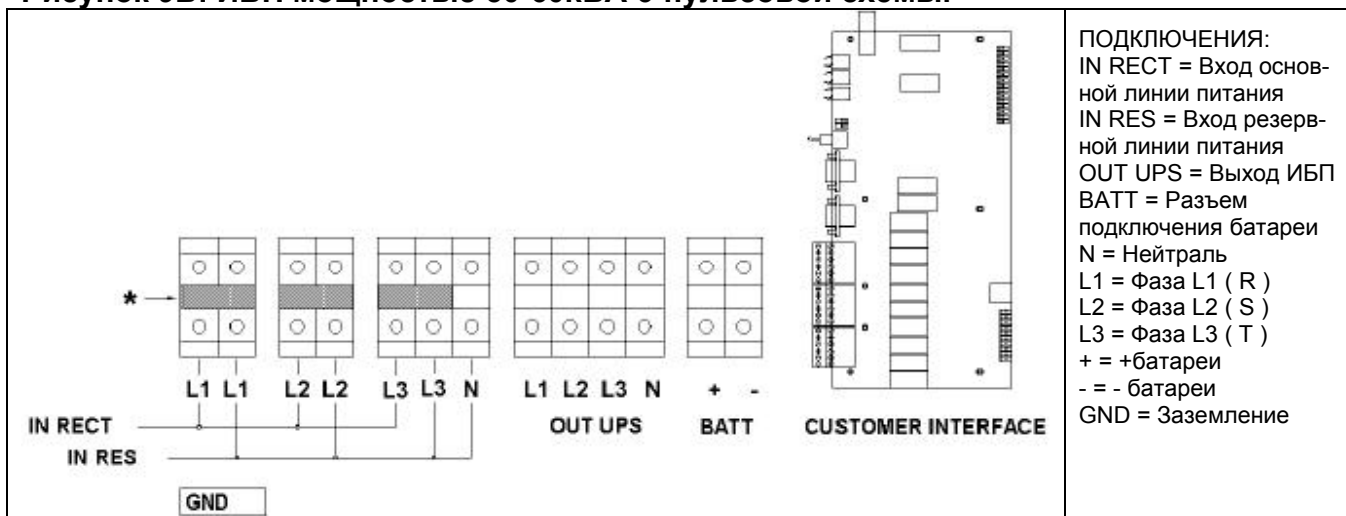 ПОДКЛЮЧЕНИЯ:
IN RECT = Вход основ-
ной линии питания
IN RES = Вход резерв-
ной линии питания
OUT UPS = Выход ИБП
BATT = Разъем
подключения батареи
N = Нейтраль
L1 = Фаза L1 ( R )
L2 = Фаза L2 ( S )
L3 = Фаза L3 ( T )
+ = +батареи
- = - батареи
GND = Заземление
*
L1 L1 L2 L2 L3 L3 N L1 L2 L3 N + -
IN RECT OUT UPS BATT CUSTOMER INTERFACE
IN RES
GND